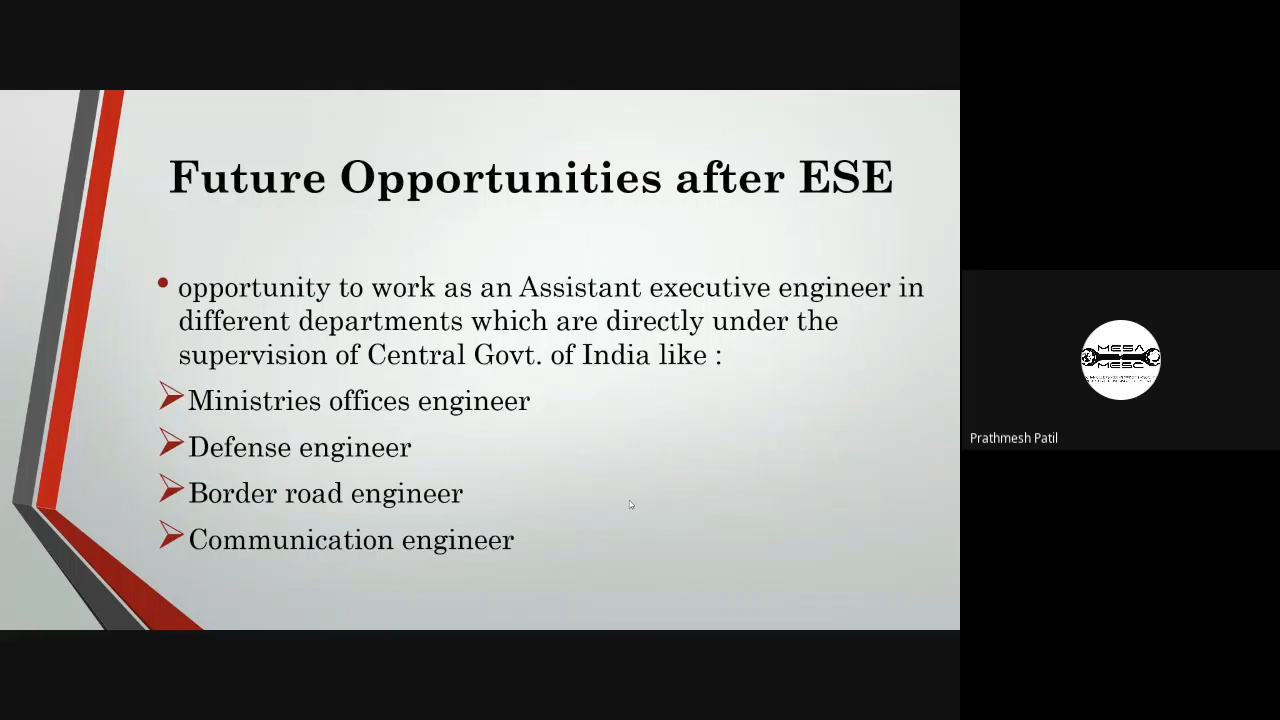 Future Opportunities after ESE
opportunity to work as an Assistant executive engineer in
different departments which are directly under the
supervision of Central Govt. of India like :
Ministries offices engineer
Defense engineer
Border road engineer
Communication engineer
MESA
MESC
Prathmesh Patil